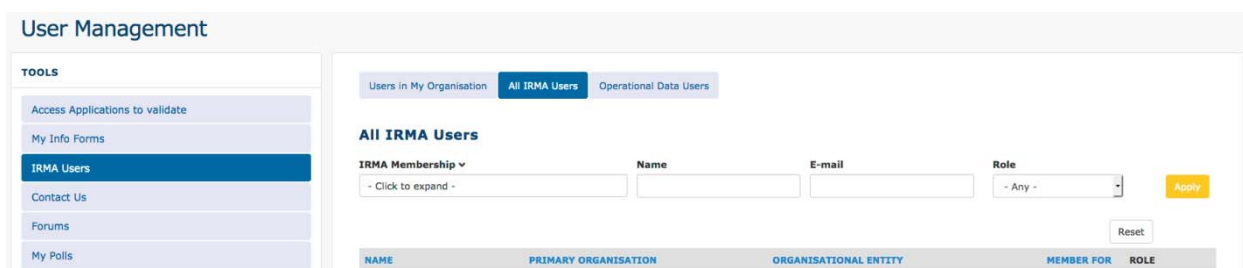 User Management
TOOLS
Access Applications to validate
My Info Forms
IRMA Users
Contact Us
Forums
My Polls
Users in My Organisation All IRMA Users Operational Data Users
All IRMA Users
IRMA Membership Name E-mail Role
- Click to expand - - Any - Apply
Reset
NAME PRIMARY ORGANISATION ORGANISATIONAL ENTITY MEMBER FOR ROLE